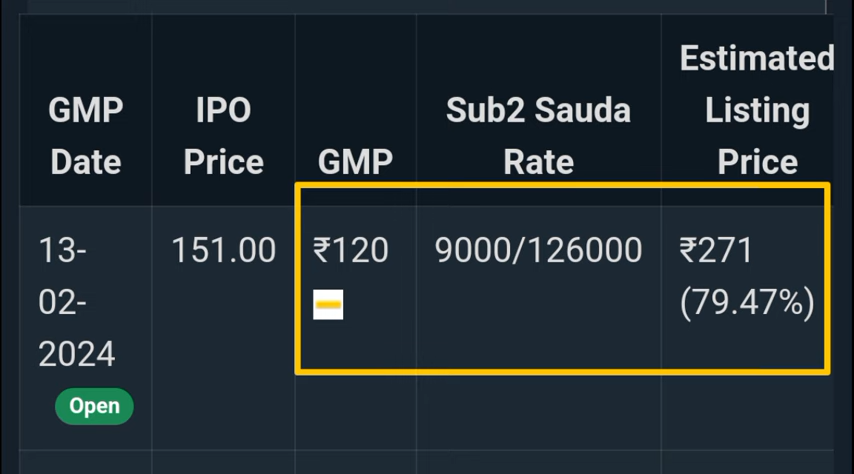 GMP Date
IPO Price
GMP
Sub2 Sauda Rate
Estimated Listing Price
13-02-2024
Open
151.00
₹120
9000/126000
₹271
(79.47%)